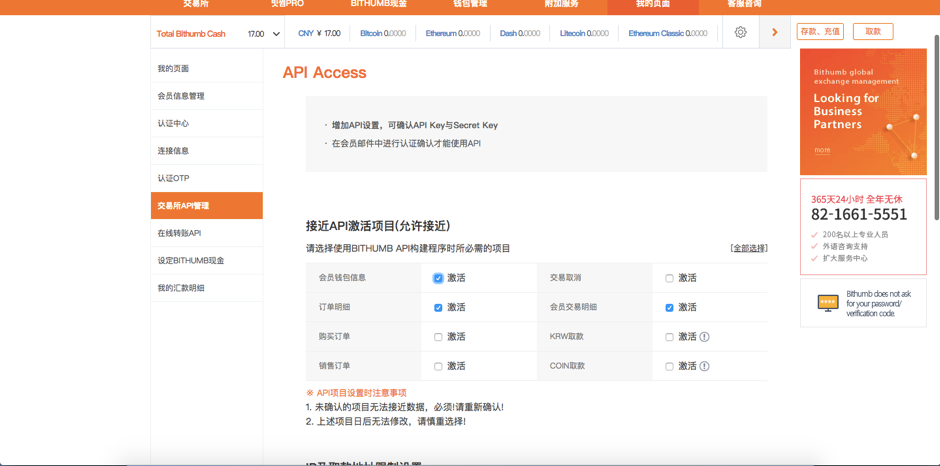 交易所
BITHUMB现金
钱包管理
附加服务
我的页面
客服咨询
Total Bithumb Cash 17.00
CNY ￥ 17.00
Bitcoin 0.0000
Ethereum 0.0000
Dash 0.0000
Litecoin 0.0000
Ethereum Classic 0.0000
存款、充值
取款
我的页面
会员信息管理
认证中心
连接信息
认证OTP
交易所API管理
在线转账API
设定BITHUMB现金
我的汇款明细
API Access
· 增加API设置，可确认API Key与Secret Key
· 在会员邮件中进行认证确认才能使用API
接近API激活项目(允许接近)
请选择使用BITHUMB API构建程序时所必需的项目
[全部选择]
会员钱包信息 激活 交易取消 激活
订单明细 激活 会员交易明细 激活
购买订单 激活 KRW取款 激活
销售订单 激活 COIN取款 激活
※ API项目设置时注意事项
1. 未确认的项目无法接近数据，必须!请重新确认!
2. 上述项目日后无法修改，请慎重选择!
Bithumb global
exchange management
Looking for
Business
Partners
more
365天24小时 全年无休
82-1661-5551
200名以上专业人员
外语咨询支持
扩大服务中心
Bithumb does not ask
for your password/
verification code.